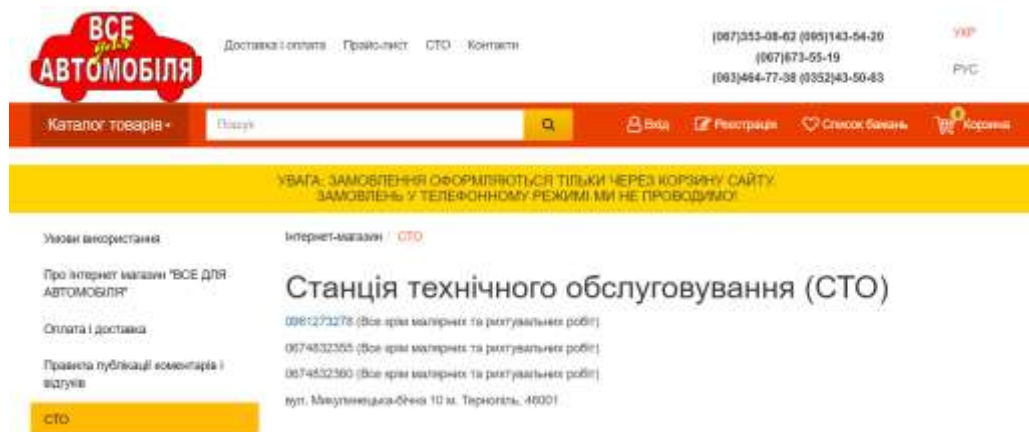 ВСЕ
для
АВТОМОБІЛЯ
Доставка і оплата Прайс-лист СТО Контакти
(067)353-08-62 (095)143-54-20
(067)673-55-19
(063)464-77-38 (0352)43-50-63
УКР
РУС
Каталог товарів
Пошук
Вхід Реєстрація Список бажань
0
Корзина
УВАГА: ЗАМОВЛЕННЯ ОФОРМЛЯЮТЬСЯ ТІЛЬКИ ЧЕРЕЗ КОРЗИНУ САЙТУ.
ЗАМОВЛЕНЬ У ТЕЛЕФОННОМУ РЕЖИМІ МИ НЕ ПРОВОДИМО!
Умови використання
Про Інтернет магазин "ВСЕ ДЛЯ
АВТОМОБІЛЯ"
Оплата і доставка
Правила публікації коментарів і
відгуків
СТО
Інтернет-магазин / СТО
Станція технічного обслуговування (СТО)
0981273278 (Все крім малярних та рихтувальних робіт)
0674832355 (Все крім малярних та рихтувальних робіт)
0674832360 (Все крім малярних та рихтувальних робіт)
вул. Микулинецька-бічна 10 м. Тернопіль, 46001